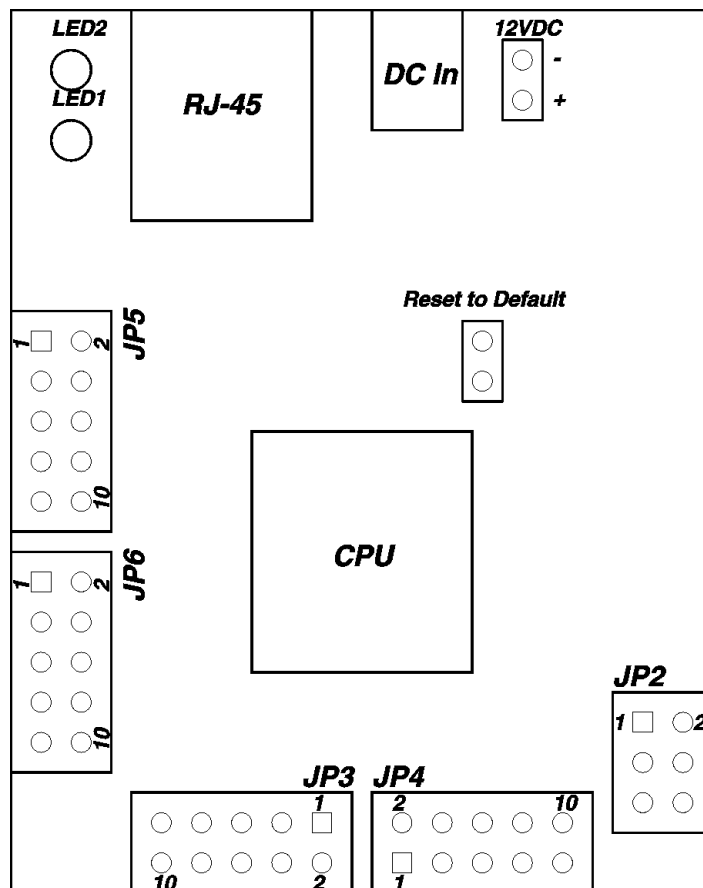 LED2
12VDC
DC In
-
LED1
RJ-45
+
Reset to Default
JP5
1
2
10
CPU
JP6
1
2
10
JP2
1
2
JP3
JP4
1
2
10
10
2
1